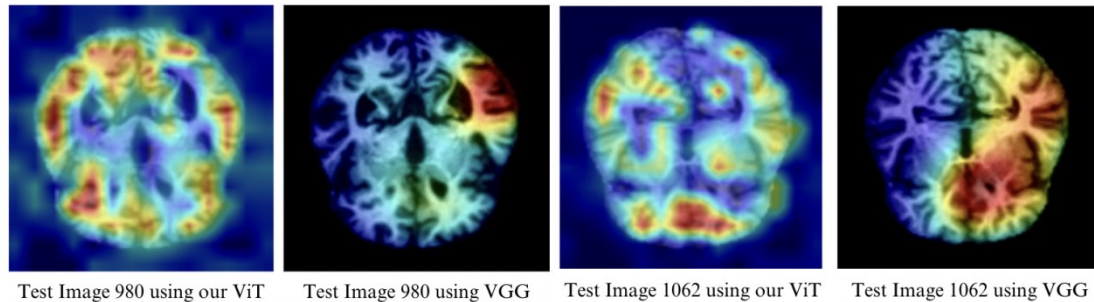 Test Image 980 using our ViT
Test Image 980 using VGG
Test Image 1062 using our ViT
Test Image 1062 using VGG